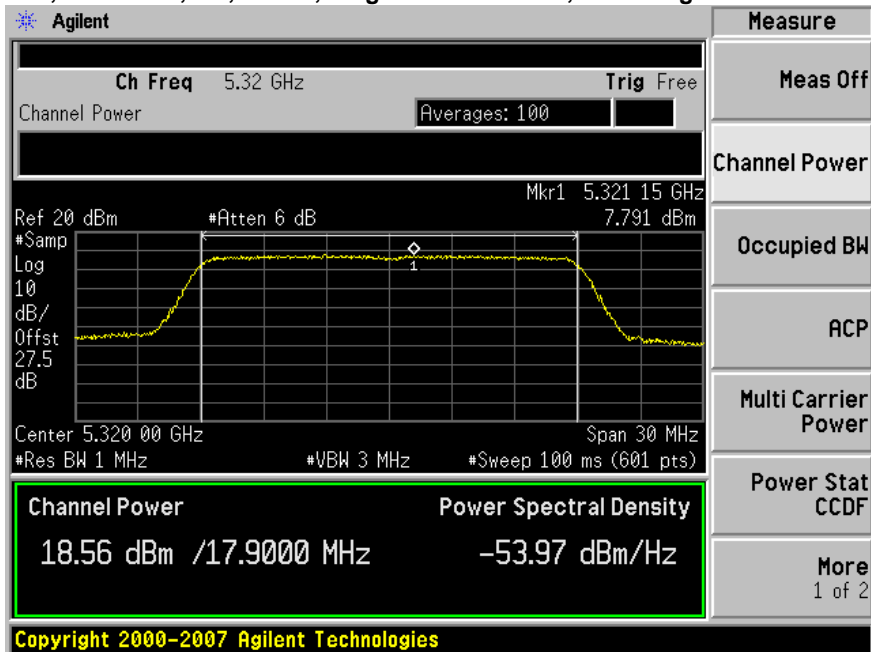 Agilent
Measure
Ch Freq 5.32 GHz Trig Free
Meas Off
Channel Power Averages: 100
Channel Power
Mkr1 5.321 15 GHz
Ref 20 dBm #Atten 6 dB 7.791 dBm
#Samp
Log
10
dB/
Offst
27.5
dB
1
Occupied BW
ACP
Multi Carrier
Power
Center 5.320 00 GHz Span 30 MHz
#Res BW 1 MHz #VBW 3 MHz #Sweep 100 ms (601 pts)
Power Stat
CCDF
Channel Power Power Spectral Density
18.56 dBm /17.9000 MHz -53.97 dBm/Hz
More
1 of 2
Copyright 2000-2007 Agilent Technologies